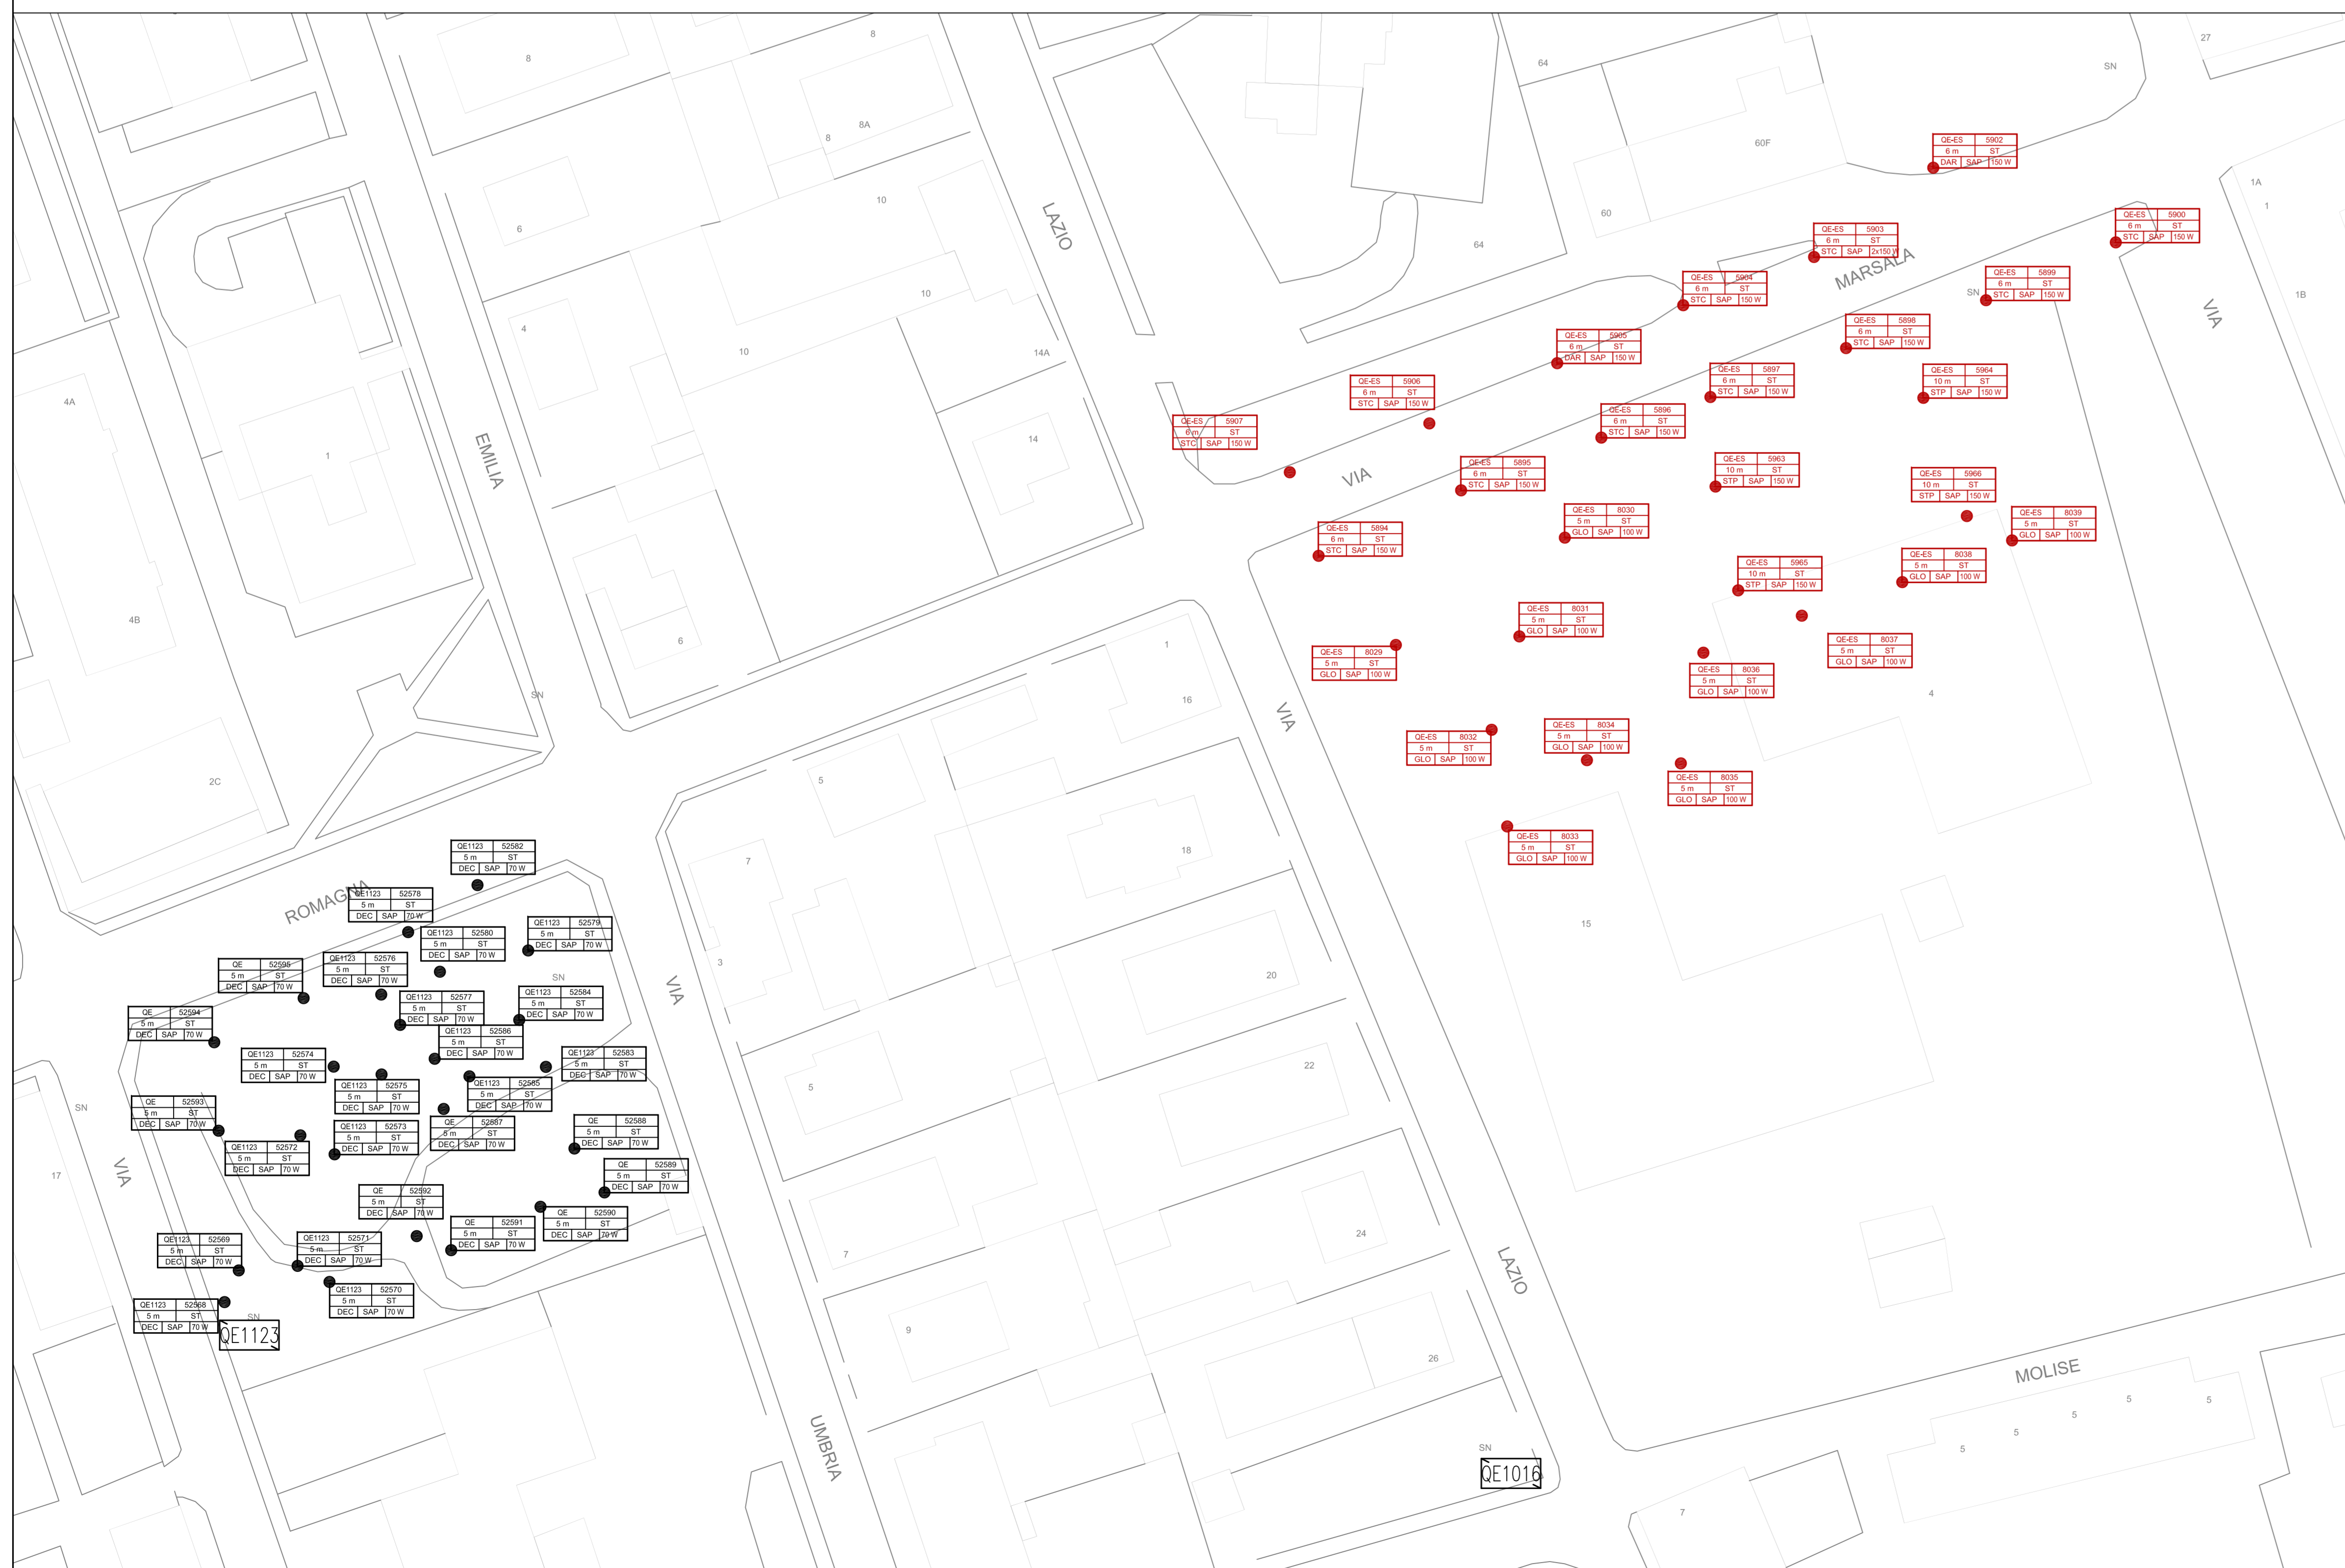 8
8
64
27
SN
8A
8
60F
QE-ES 5902
6 m ST
DAR SAP 150 W
1A
1
10
6
60
64
LAZIO
QE-ES 5900
6 m ST
STC SAP 150 W
QE-ES 5903
6 m ST
STC SAP 2x150 W
MARSALA
QE-ES 5899
6 m ST
STC SAP 150 W
SN
1B
VIA
QE-ES 5904
6 m ST
STC SAP 150 W
10
4
10
14A
QE-ES 5898
6 m ST
STC SAP 150 W
QE-ES 5905
6 m ST
DAR SAP 150 W
QE-ES 5897
6 m ST
STC SAP 150 W
QE-ES 5964
10 m ST
STP SAP 150 W
QE-ES 5906
6 m ST
STC SAP 150 W
4A
QE-ES 5896
6 m ST
STC SAP 150 W
QE-ES 5907
6 m ST
STC SAP 150 W
14
1
EMILIA
VIA
QE-ES 5895
6 m ST
STC SAP 150 W
QE-ES 5963
10 m ST
STP SAP 150 W
QE-ES 5966
10 m ST
STP SAP 150 W
QE-ES 8030
5 m ST
GLO SAP 100 W
QE-ES 8039
5 m ST
GLO SAP 100 W
QE-ES 5894
6 m ST
STC SAP 150 W
QE-ES 8038
5 m ST
GLO SAP 100 W
QE-ES 5965
10 m ST
STP SAP 150 W
4B
6
1
QE-ES 8031
5 m ST
GLO SAP 100 W
QE-ES 8029
5 m ST
GLO SAP 100 W
QE-ES 8037
5 m ST
GLO SAP 100 W
QE-ES 8036
5 m ST
GLO SAP 100 W
4
SN
16
VIA
QE-ES 8032
5 m ST
GLO SAP 100 W
QE-ES 8034
5 m ST
GLO SAP 100 W
QE-ES 8035
5 m ST
GLO SAP 100 W
2C
5
QE-ES 8033
5 m ST
GLO SAP 100 W
7
18
QE1123 52582
5 m ST
DEC SAP 70 W
ROMAGNA
QE1123 52578
5 m ST
DEC SAP 70 W
QE1123 52579
5 m ST
DEC SAP 70 W
QE1123 52580
5 m ST
DEC SAP 70 W
15
QE 52595
5 m ST
DEC SAP 70 W
QE1123 52576
5 m ST
DEC SAP 70 W
SN
3
20
VIA
QE1123 52577
5 m ST
DEC SAP 70 W
QE1123 52584
5 m ST
DEC SAP 70 W
QE 52594
5 m ST
DEC SAP 70 W
QE1123 52586
5 m ST
DEC SAP 70 W
QE1123 52574
5 m ST
DEC SAP 70 W
QE1123 52583
5 m ST
DEC SAP 70 W
QE1123 52575
5 m ST
DEC SAP 70 W
QE1123 52585
5 m ST
DEC SAP 70 W
5
22
SN
QE 52593
5 m ST
DEC SAP 70 W
QE 52587
5 m ST
DEC SAP 70 W
QE 52588
5 m ST
DEC SAP 70 W
QE1123 52573
5 m ST
DEC SAP 70 W
QE1123 52572
5 m ST
DEC SAP 70 W
17
VIA
QE 52589
5 m ST
DEC SAP 70 W
QE 52592
5 m ST
DEC SAP 70 W
QE 52590
5 m ST
DEC SAP 70 W
QE 52591
5 m ST
DEC SAP 70 W
QE1123 52569
5 m ST
DEC SAP 70 W
QE1123 52571
5 m ST
DEC SAP 70 W
7
24
LAZIO
QE1123 52570
5 m ST
DEC SAP 70 W
QE1123 52568
5 m ST
DEC SAP 70 W
SN
QE1123
9
26
MOLISE
5
5
5
5
5
UMBRIA
SN
QE1016
7